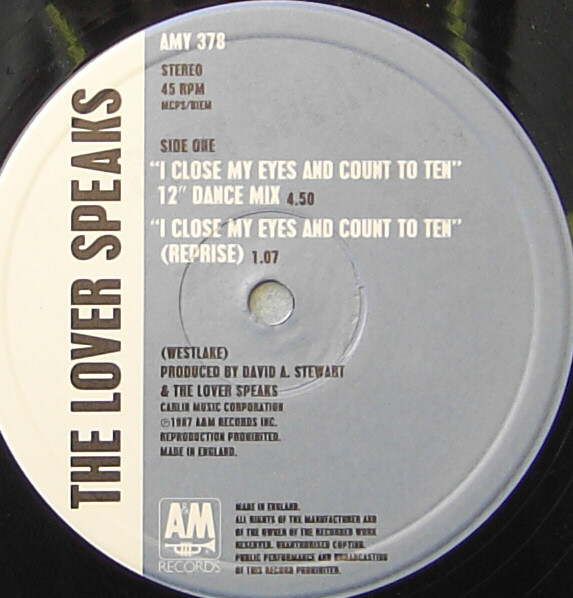 THE LOVER SPEAKS
AMY 378
STEREO
45 RPM
MCPS/BIEM
SIDE ONE
"I CLOSE MY EYES AND COUNT TO TEN"
12" DANCE MIX 4.50
"I CLOSE MY EYES AND COUNT TO TEN"
(REPRISE) 1.07
(WESTLAKE)
PRODUCED BY DAVID A. STEWART
& THE LOVER SPEAKS
CARLIN MUSIC CORPORATION
℗1987 A&M RECORDS INC.
REPRODUCTION PROHIBITED.
MADE IN ENGLAND.
A&M
RECORDS
MADE IN ENGLAND.
ALL RIGHTS OF THE MANUFACTURER AND
OF THE OWNER OF THE RECORDED WORK
RESERVED. UNAUTHORISED COPYING,
PUBLIC PERFORMANCE AND BROADCASTING
OF THIS RECORD PROHIBITED.